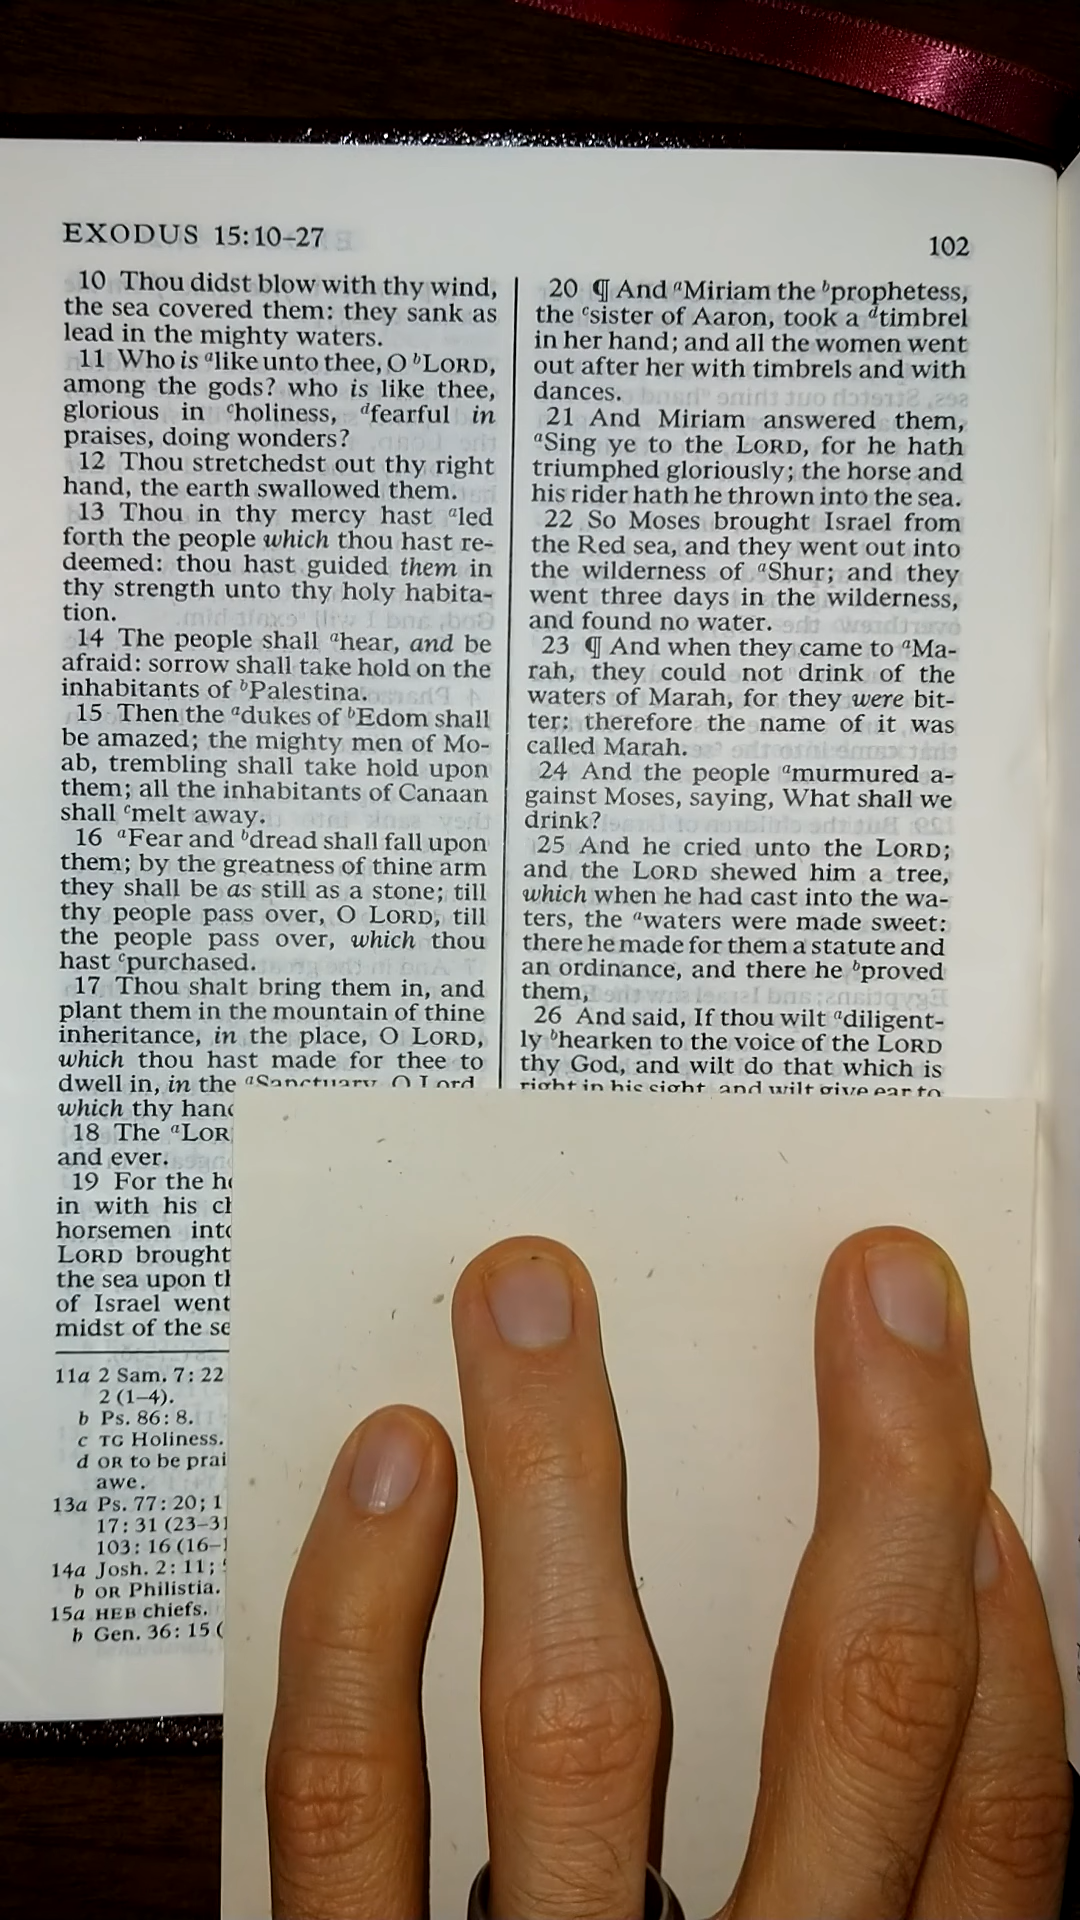 EXODUS 15:10–27
102
10 Thou didst blow with thy wind,
the sea covered them: they sank as
lead in the mighty waters.
11 Who is alike unto thee, O bLORD,
among the gods? who is like thee,
glorious in choliness, dfearful in
praises, doing wonders?
12 Thou stretchedst out thy right
hand, the earth swallowed them.
13 Thou in thy mercy hast aled
forth the people which thou hast re-
deemed: thou hast guided them in
thy strength unto thy holy habita-
tion.
14 The people shall ahear, and be
afraid: sorrow shall take hold on the
inhabitants of bPalestina.
15 Then the adukes of bEdom shall
be amazed; the mighty men of Mo-
ab, trembling shall take hold upon
them; all the inhabitants of Canaan
shall cmelt away.
16 aFear and bdread shall fall upon
them; by the greatness of thine arm
they shall be as still as a stone; till
thy people pass over, O LORD, till
the people pass over, which thou
hast cpurchased.
17 Thou shalt bring them in, and
plant them in the mountain of thine
inheritance, in the place, O LORD,
which thou hast made for thee to
dwell in, in the aSanctuary, O Lord,
which thy hand
18 The aLOR
and ever.
19 For the ho
in with his ch
horsemen into
LORD brought
the sea upon th
of Israel went
midst of the se
11a 2 Sam. 7:22
2 (1–4).
b Ps. 86:8.
c TG Holiness.
d OR to be prai
awe.
13a Ps. 77:20; 1
17:31 (23–31
103:16 (16–
14a Josh. 2:11;
b OR Philistia.
15a HEB chiefs.
b Gen. 36:15 (
20 ¶ And aMiriam the bprophetess,
the csister of Aaron, took a dtimbrel
in her hand; and all the women went
out after her with timbrels and with
dances.
21 And Miriam answered them,
aSing ye to the LORD, for he hath
triumphed gloriously; the horse and
his rider hath he thrown into the sea.
22 So Moses brought Israel from
the Red sea, and they went out into
the wilderness of aShur; and they
went three days in the wilderness,
and found no water.
23 ¶ And when they came to aMa-
rah, they could not drink of the
waters of Marah, for they were bit-
ter: therefore the name of it was
called Marah.
24 And the people amurmured a-
gainst Moses, saying, What shall we
drink?
25 And he cried unto the LORD;
and the LORD shewed him a tree,
which when he had cast into the wa-
ters, the awaters were made sweet:
there he made for them a statute and
an ordinance, and there he bproved
them,
26 And said, If thou wilt adiligent-
ly bhearken to the voice of the LORD
thy God, and wilt do that which is
right in his sight, and wilt give ear to